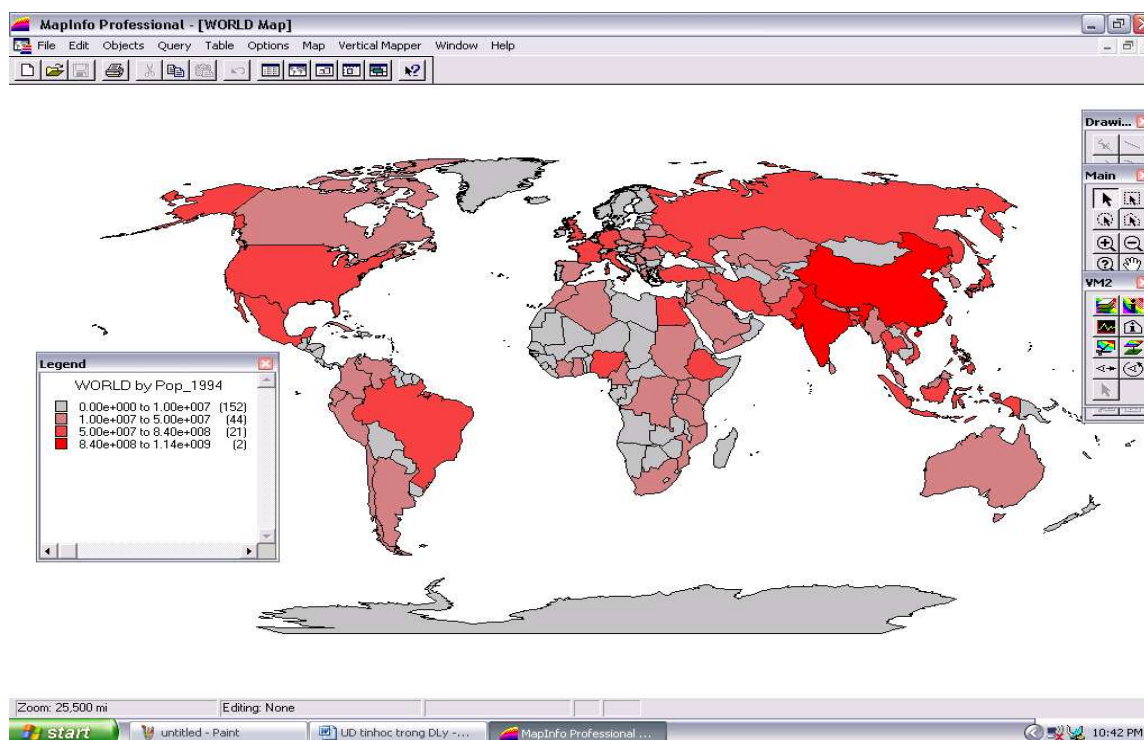 MapInfo Professional - [WORLD Map]
File Edit Objects Query Table Options Map Vertical Mapper Window Help
Drawi...
Main
VM2
Legend
WORLD by Pop_1994
0.00e+000 to 1.00e+007 (152)
1.00e+007 to 5.00e+007 (44)
5.00e+007 to 8.40e+008 (21)
8.40e+008 to 1.14e+009 (2)
Zoom: 25,500 mi Editing: None
start untitled - Paint UD tinhoc trong DLy -... MapInfo Professional ... 10:42 PM